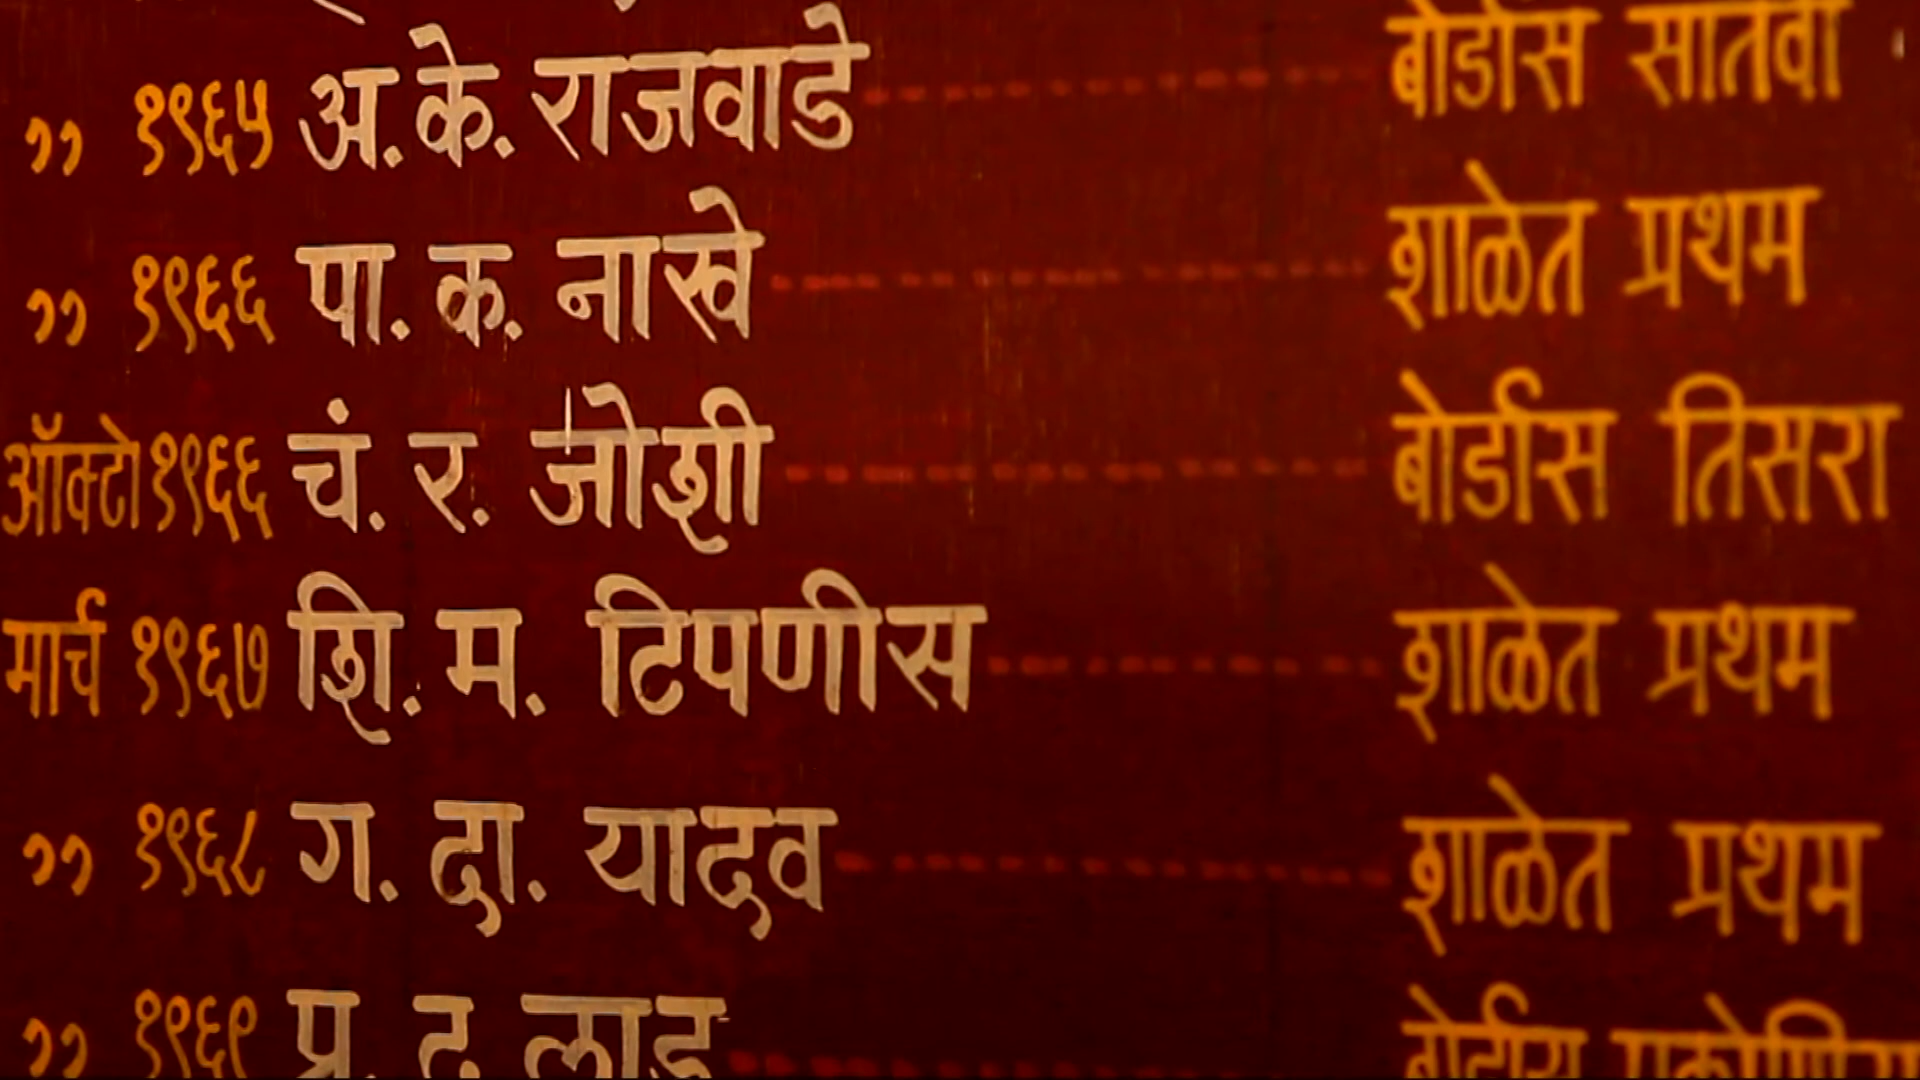 ,, १९६५ अ. के. राजवाडे ------------ बोर्डास सातवा
,, १९६६ पा. क. नाखे ------------ शाळेत प्रथम
ऑक्टो १९६६ चं. र. जोशी ------------ बोर्डास तिसरा
मार्च १९६७ शि. म. टिपणीस ------------ शाळेत प्रथम
,, १९६८ ग. दा. यादव ------------ शाळेत प्रथम
,, १९६९ प्र. द. लाड ------------ बोर्डास